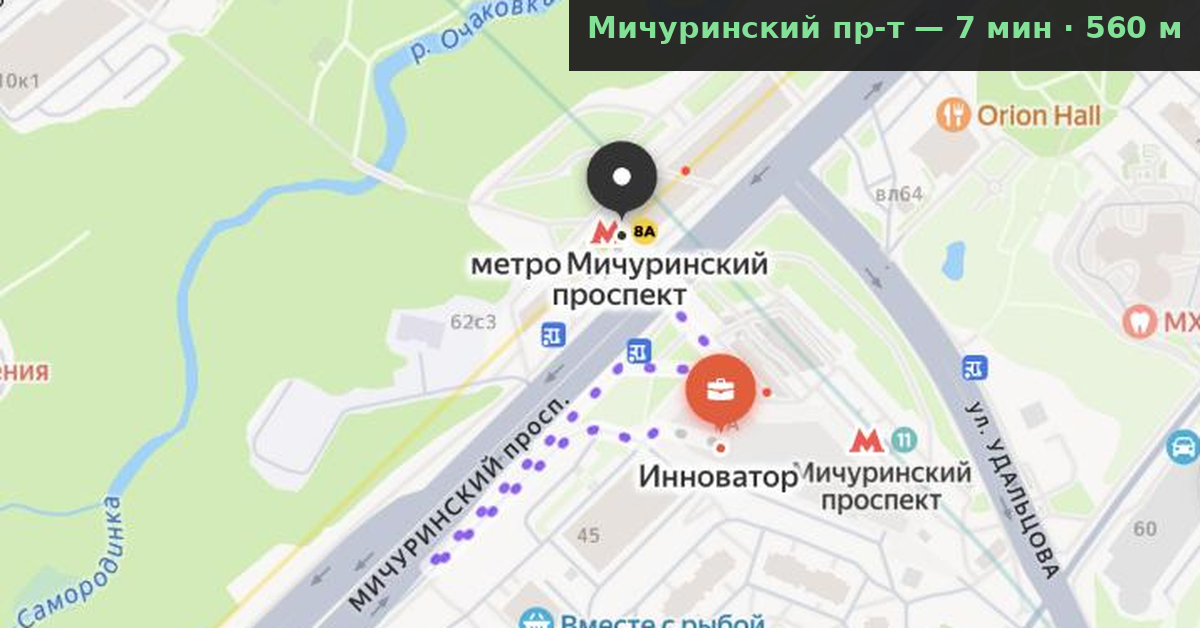 Мичуринский пр-т — 7 мин · 560 м
р. Очаковка
10к1
Orion Hall
вл64
8А
метро Мичуринский
проспект
62с3
МХ
ения
МИЧУРИНСКИЙ просп.
ул. УДАЛЬЦОВА
11
Инноватор
Мичуринский
проспект
45
60
Самородинка
Вместе с рыбой